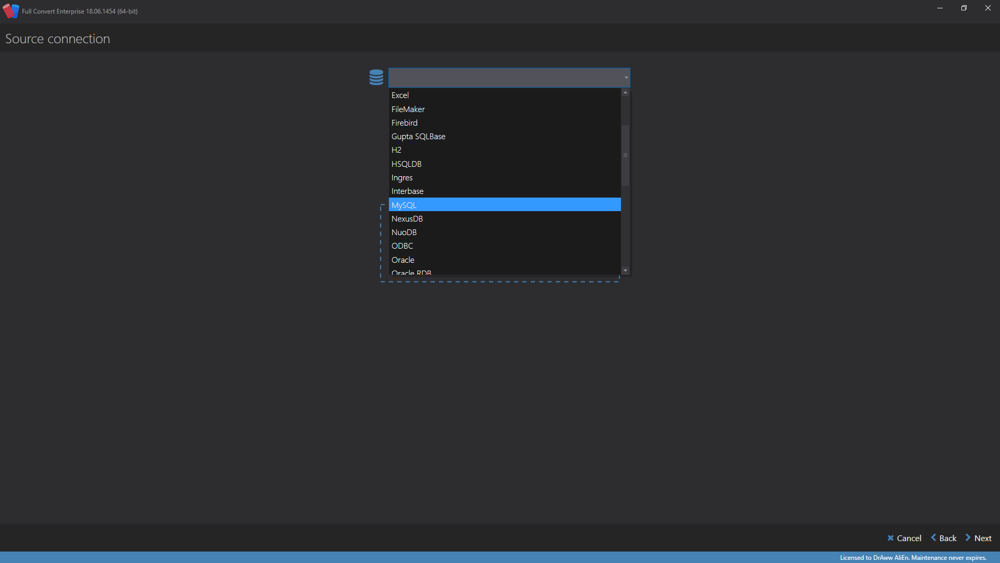 Full Convert Enterprise 18.06.1454 (64-bit)
Source connection
Excel
FileMaker
Firebird
Gupta SQLBase
H2
HSQLDB
Ingres
Interbase
MySQL
NexusDB
NuoDB
ODBC
Oracle
Oracle RDB
Cancel Back Next
Licensed to DrAww AliEn. Maintenance never expires.